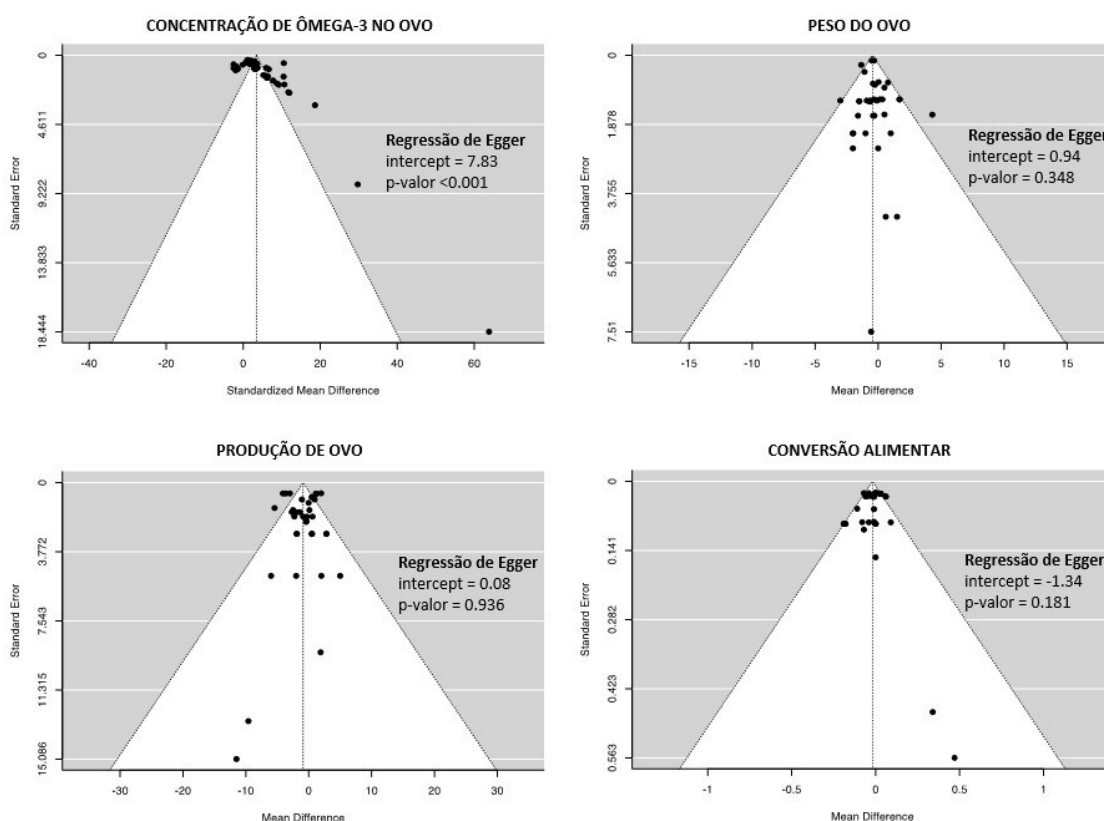 CONCENTRAÇÃO DE ÔMEGA-3 NO OVO
Standard Error
0
4.611
9.222
13.833
18.444
Regressão de Egger
intercept = 7.83
p-valor <0.001
-40 -20 0 20 40 60
Standardized Mean Difference
PESO DO OVO
Standard Error
0
1.878
3.755
5.633
7.51
Regressão de Egger
intercept = 0.94
p-valor = 0.348
-15 -10 -5 0 5 10 15
Mean Difference
PRODUÇÃO DE OVO
Standard Error
0
3.772
7.543
11.315
15.086
Regressão de Egger
intercept = 0.08
p-valor = 0.936
-30 -20 -10 0 10 20 30
Mean Difference
CONVERSÃO ALIMENTAR
Standard Error
0
0.141
0.282
0.423
0.563
Regressão de Egger
intercept = -1.34
p-valor = 0.181
-1 -0.5 0 0.5 1
Mean Difference